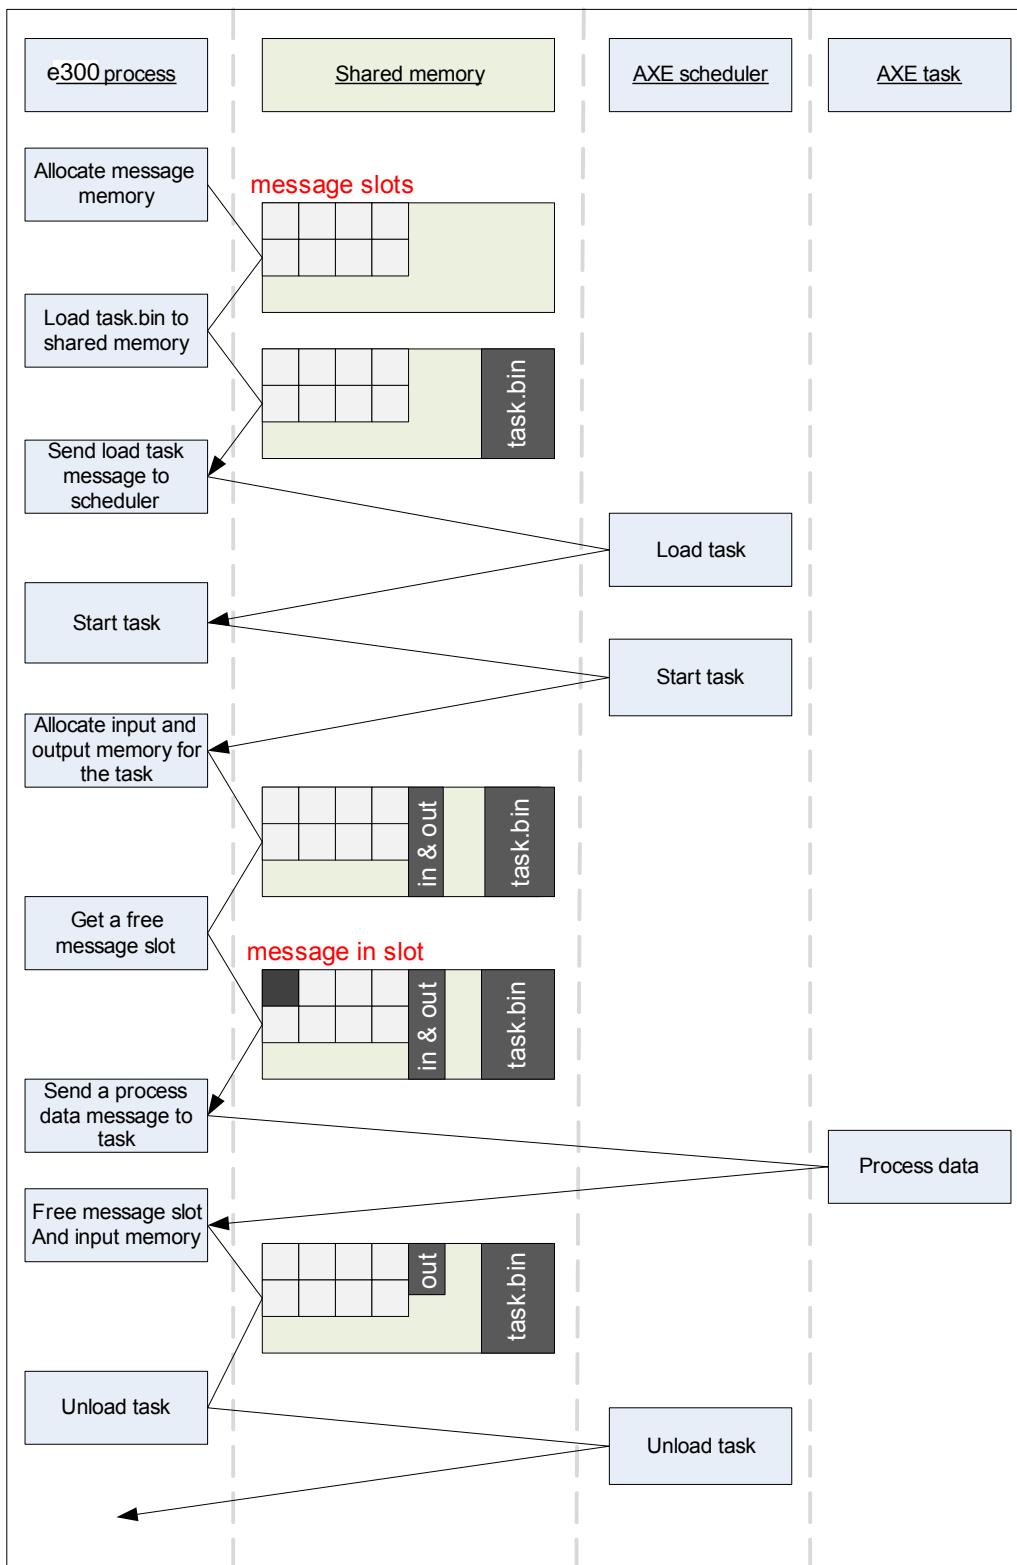 e300 process
Shared memory
AXE scheduler
AXE task
Allocate message
memory
message slots
Load task.bin to
shared memory
task.bin
Send load task
message to
scheduler
Load task
Start task
Start task
Allocate input and
output memory for
the task
in & out
task.bin
Get a free
message slot
message in slot
in & out
task.bin
Send a process
data message to
task
Process data
Free message slot
And input memory
out
task.bin
Unload task
Unload task